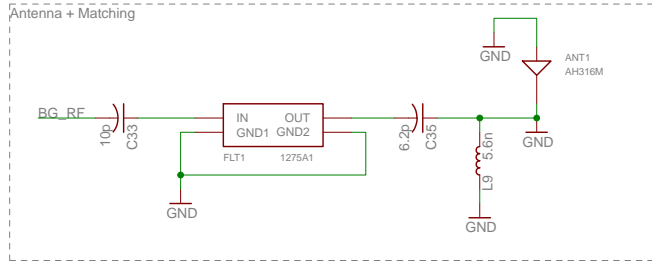 Antenna + Matching
GND
ANT1
AH316M
BG_RF
10p
C33
IN
OUT
GND1
GND2
FLT1
1275A1
6.2p
C35
5.6n
L9
GND
GND
GND